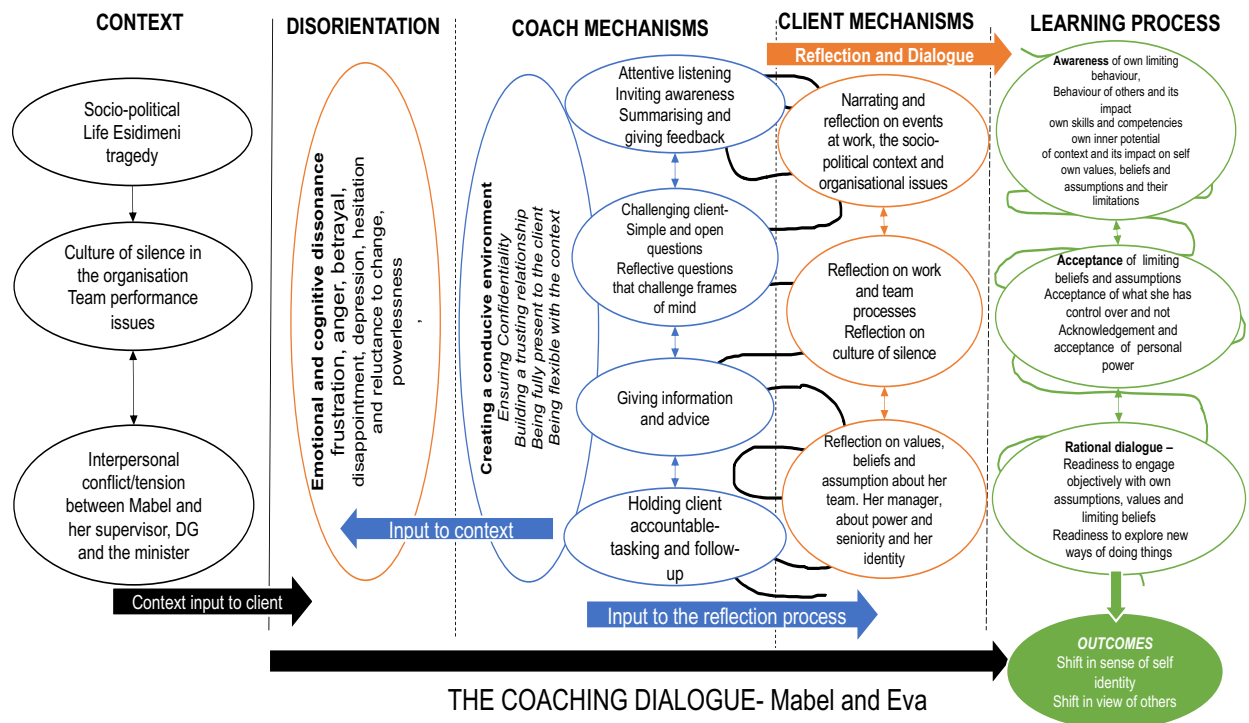 CONTEXT
Socio-political
Life Esidimeni
tragedy
Culture of silence in
the organisation
Team performance
issues
Interpersonal
conflict/tension
between Mabel and
her supervisor, DG
and the minister
Context input to client
DISORIENTATION
Emotional and cognitive dissonance
frustration, anger, betrayal,
disappointment, depression, hesitation
and reluctance to change,
powerlessness
,
COACH MECHANISMS
Creating a conducive environment
Ensuring Confidentiality
Building a trusting relationship
Being fully present to the client
Being flexible with the context
Attentive listening
Inviting awareness
Summarising and
giving feedback
Challenging client-
Simple and open
questions
Reflective questions
that challenge frames
of mind
Giving information
and advice
Holding client
accountable-
tasking and follow-
up
Input to context
Input to the reflection process
CLIENT MECHANISMS
Reflection and Dialogue
Narrating and
reflection on events
at work, the socio-
political context and
organisational issues
Reflection on work
and team
processes
Reflection on
culture of silence
Reflection on values,
beliefs and
assumption about her
team. Her manager,
about power and
seniority and her
identity
LEARNING PROCESS
Awareness of own limiting
behaviour,
Behaviour of others and its
impact
own skills and competencies
own inner potential
of context and its impact on self
own values, beliefs and
assumptions and their
limitations
Acceptance of limiting
beliefs and assumptions
Acceptance of what she has
control over and not
Acknowledgement and
acceptance of personal
power
Rational dialogue –
Readiness to engage
objectively with own
assumptions, values and
limiting beliefs
Readiness to explore new
ways of doing things
OUTCOMES
Shift in sense of self
identity
Shift in view of others
THE COACHING DIALOGUE- Mabel and Eva